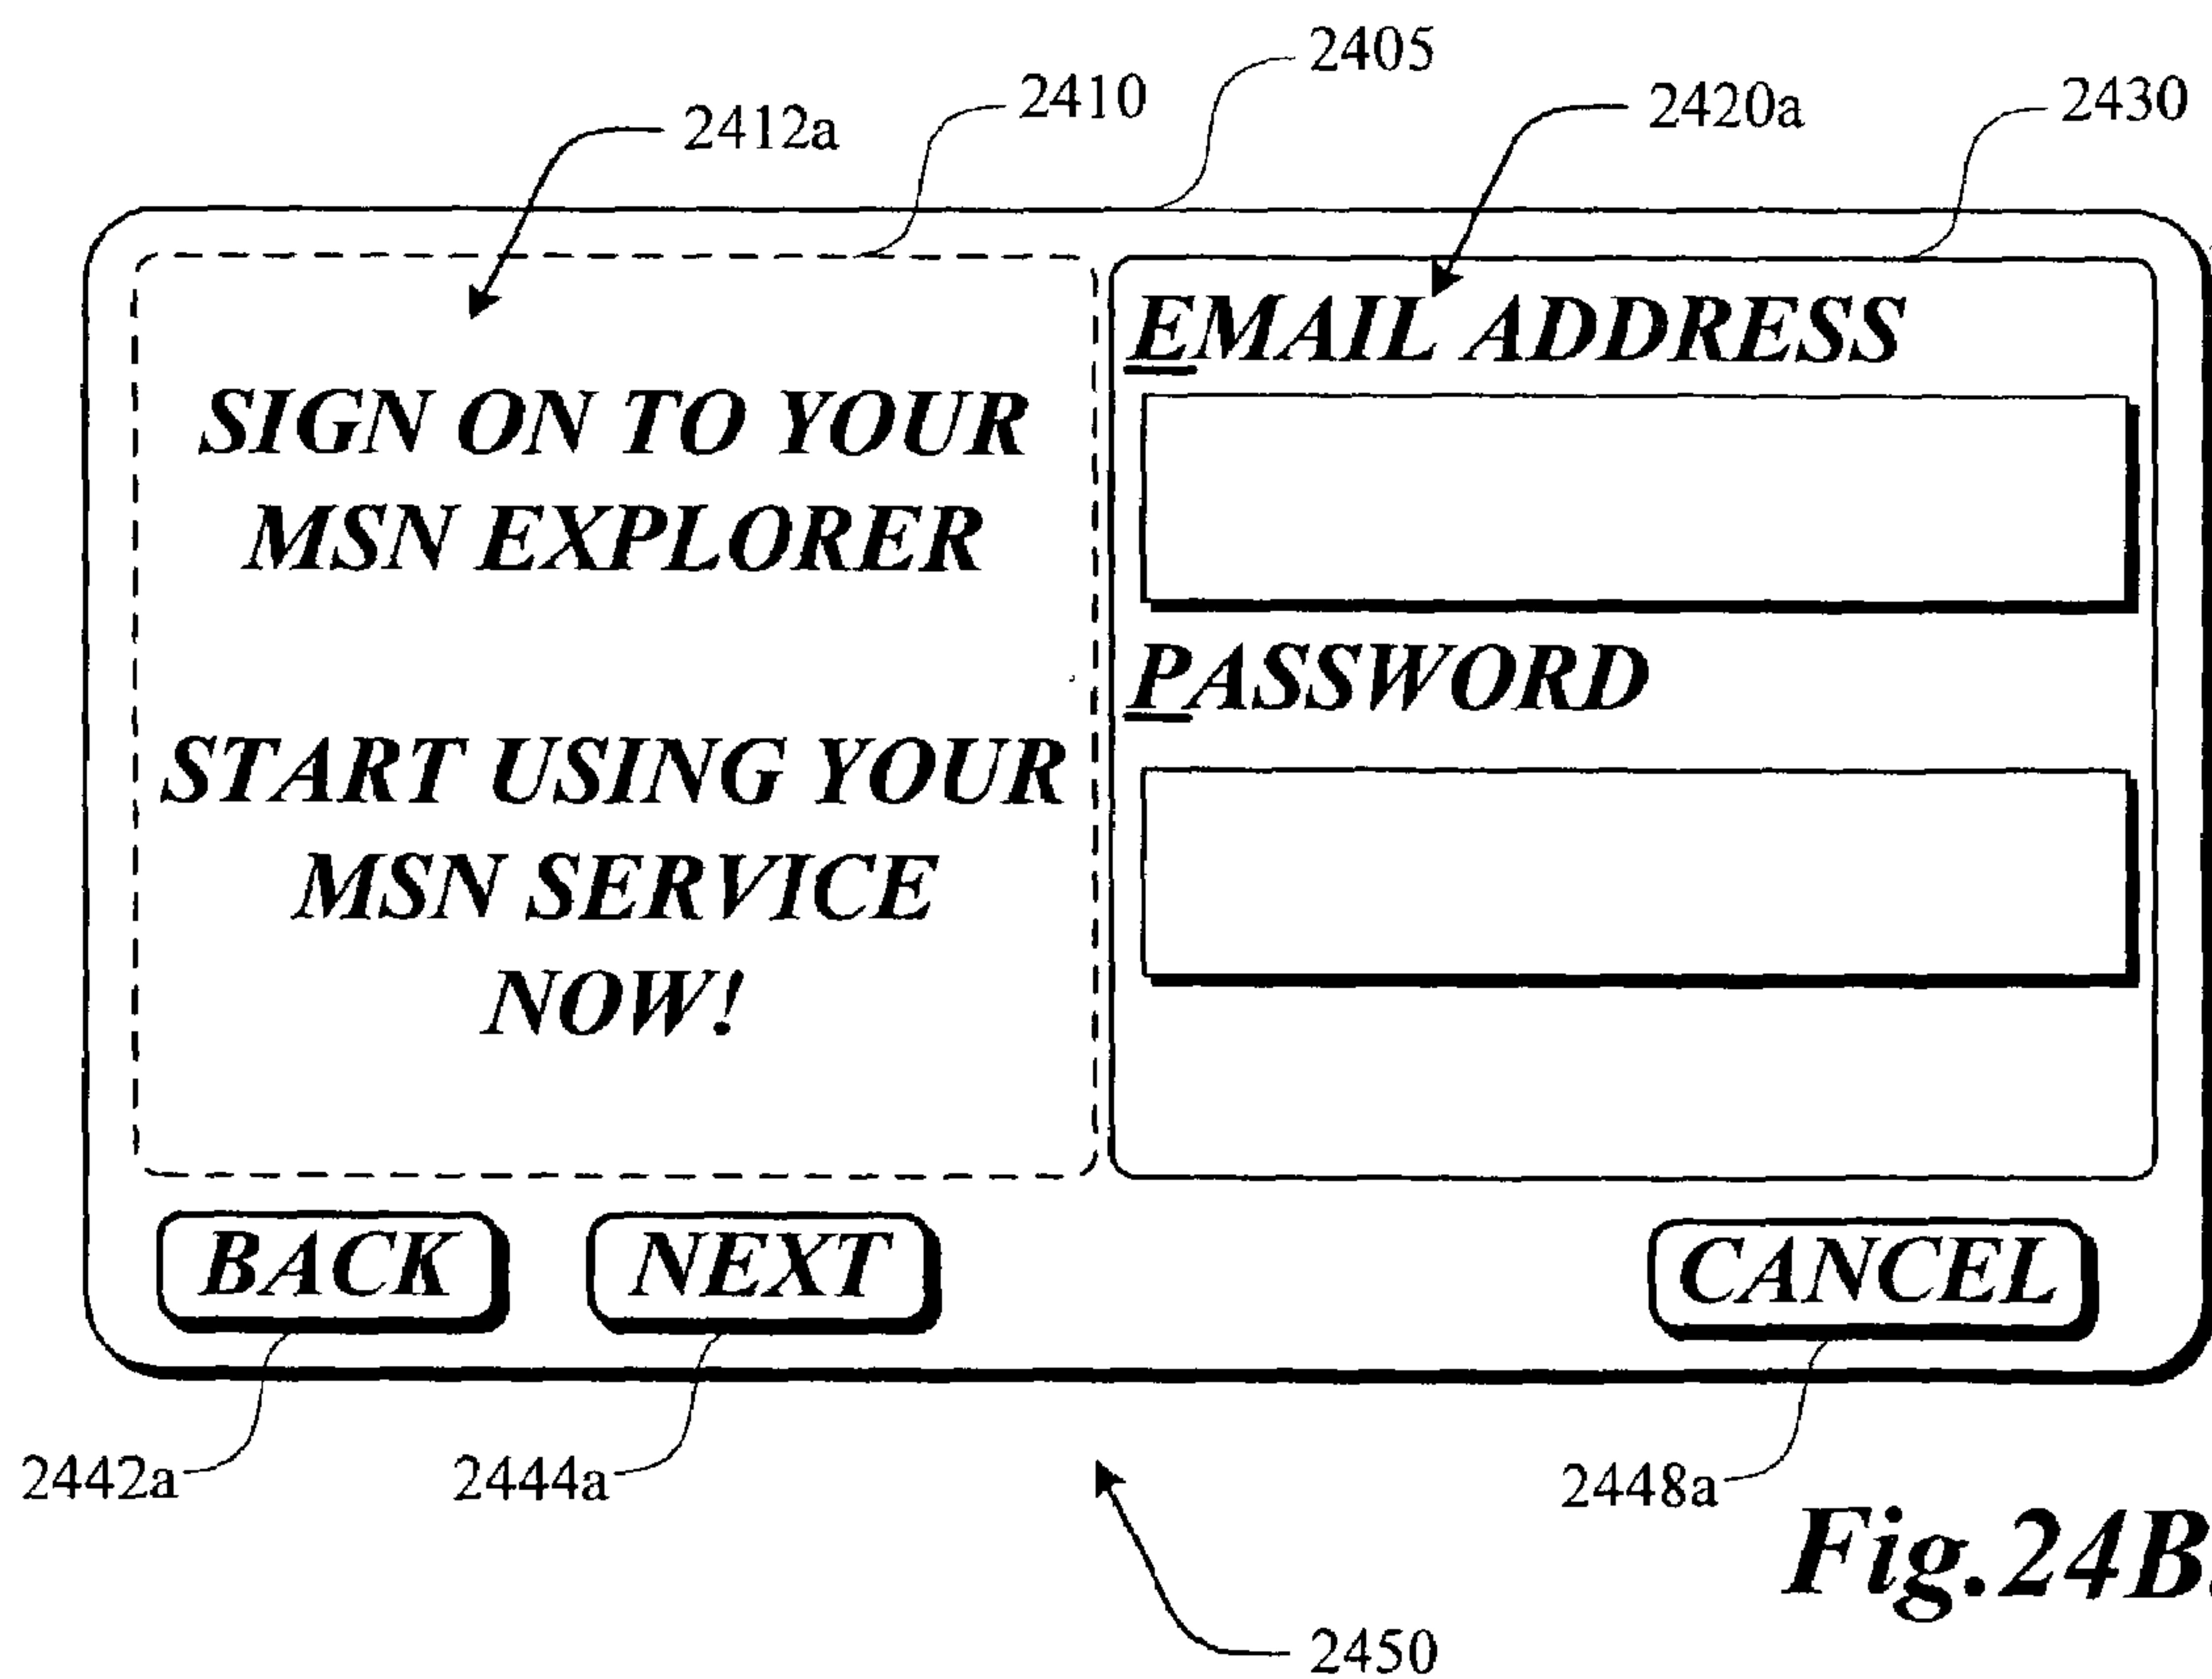 2405
2410
2412a
2420a
2430
SIGN ON TO YOUR
MSN EXPLORER
START USING YOUR
MSN SERVICE
NOW!
EMAIL ADDRESS
PASSWORD
BACK
NEXT
CANCEL
2442a
2444a
2448a
2450
Fig.24B